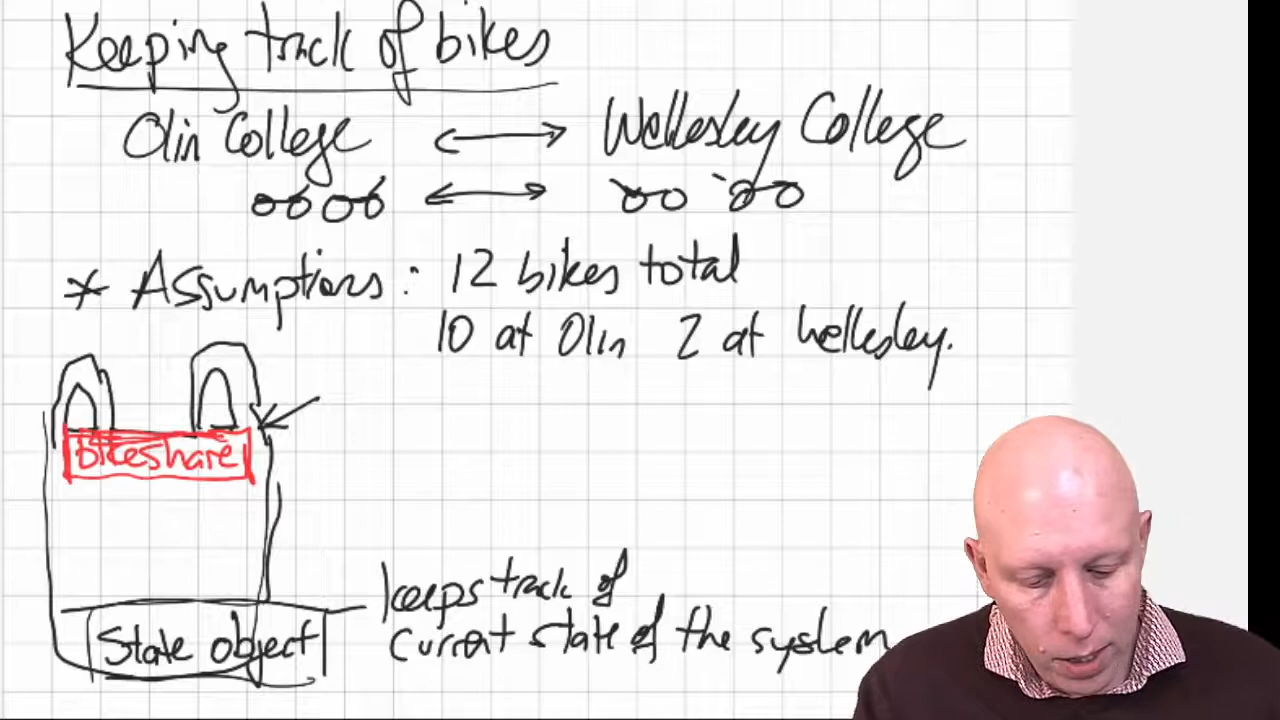 Keeping track of bikes
Olin College ↔ Wellesley College
* Assumptions: 12 bikes total
10 at Olin 2 at Wellesley.
bikeshare
keeps track of
State object current state of the system